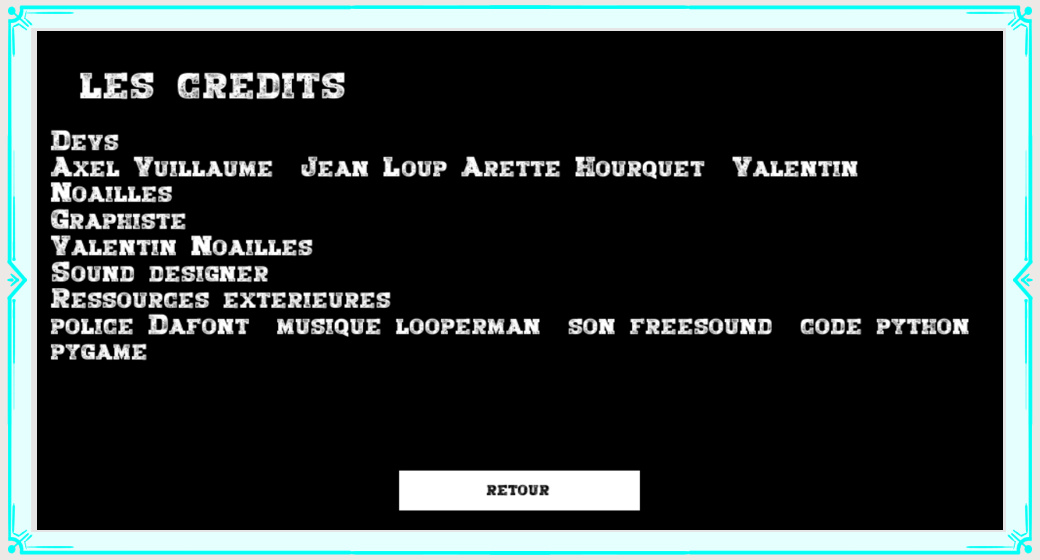 LES CREDITS
Devs
Axel Vuillaume Jean Loup Arette Hourquet Valentin
Noailles
Graphiste
Valentin Noailles
Sound designer
Ressources exterieures
police Dafont musique looperman son freesound code python
pygame
RETOUR